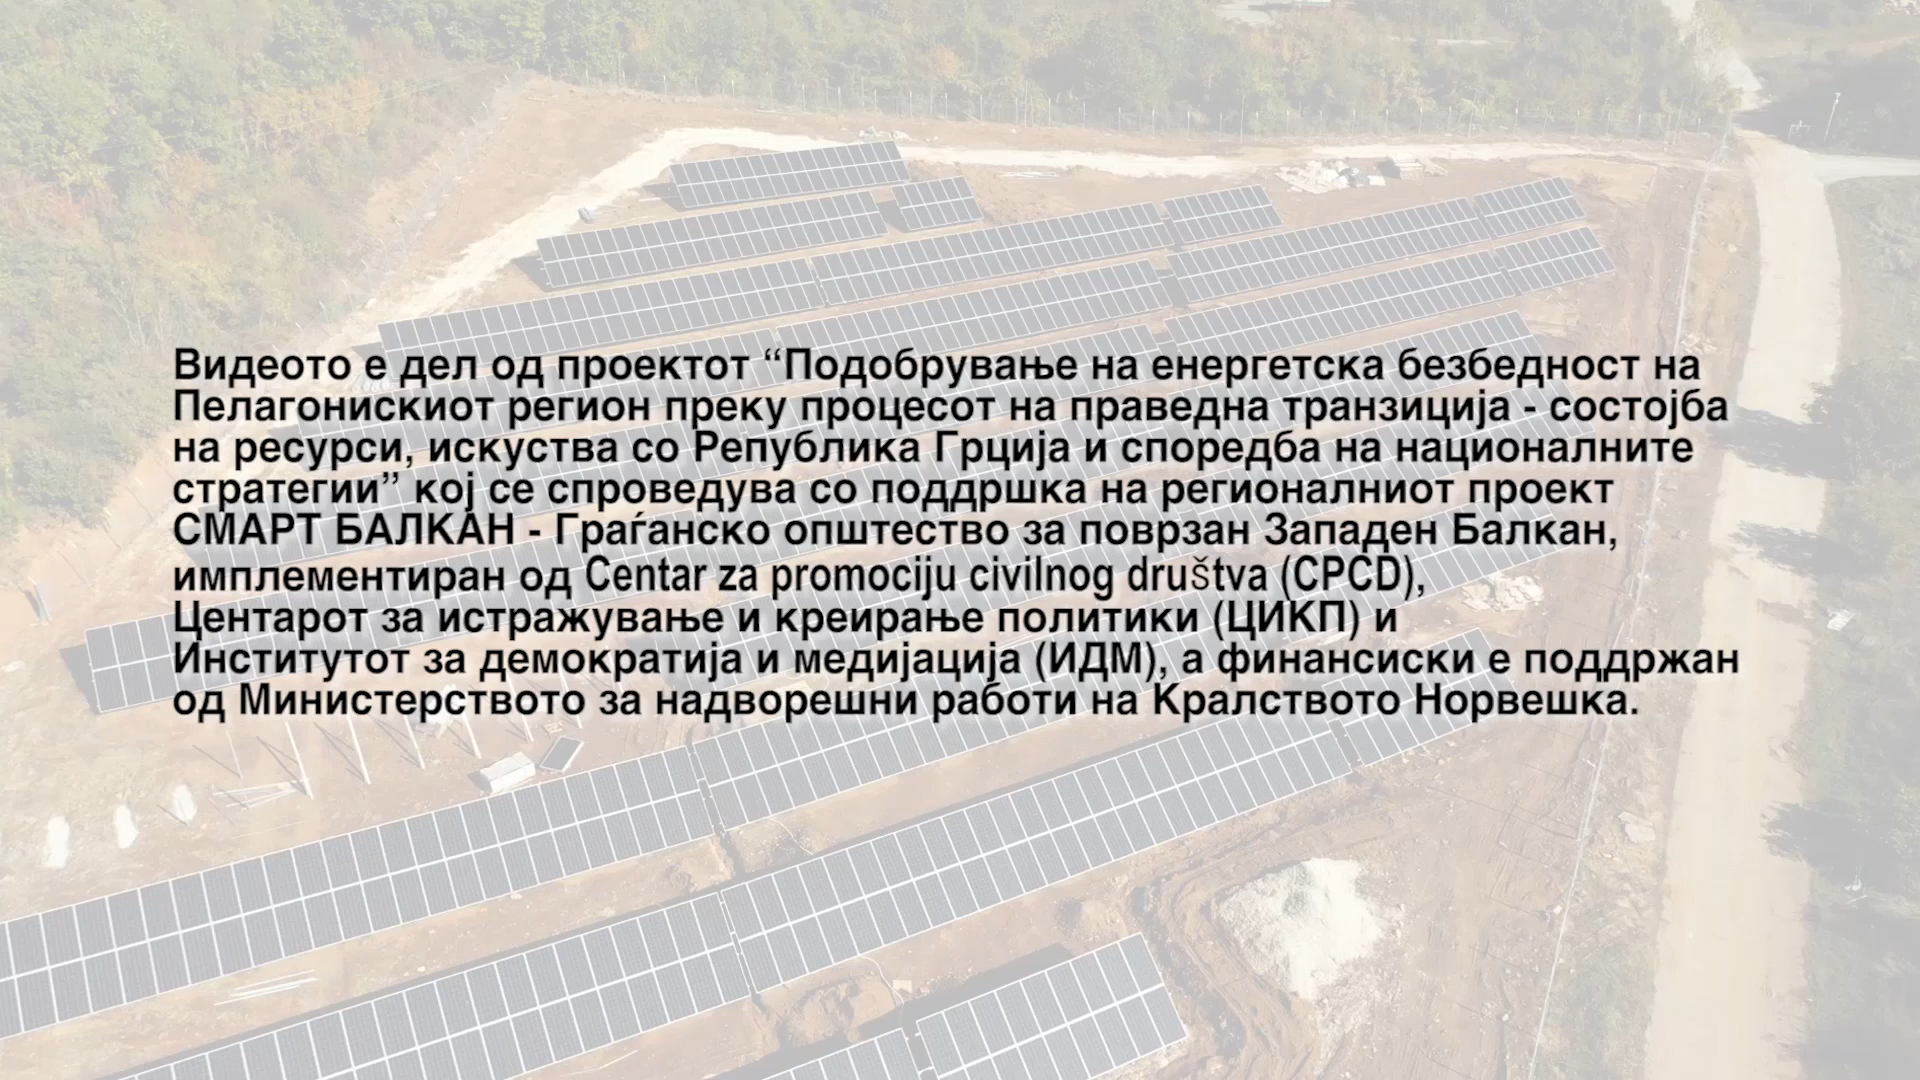 Видеото е дел од проектот “Подобрување на енергетска безбедност на
Пелагонискиот регион преку процесот на праведна транзиција - состојба
на ресурси, искуства со Република Грција и споредба на националните
стратегии” кој се спроведува со поддршка на регионалниот проект
СМАРТ БАЛКАН - Граѓанско општество за поврзан Западен Балкан,
имплементиран од Centar za promociju civilnog društva (CPCD),
Центарот за истражување и креирање политики (ЦИКП) и
Институтот за демократија и медијација (ИДМ), а финансиски е поддржан
од Министерството за надворешни работи на Кралството Норвешка.